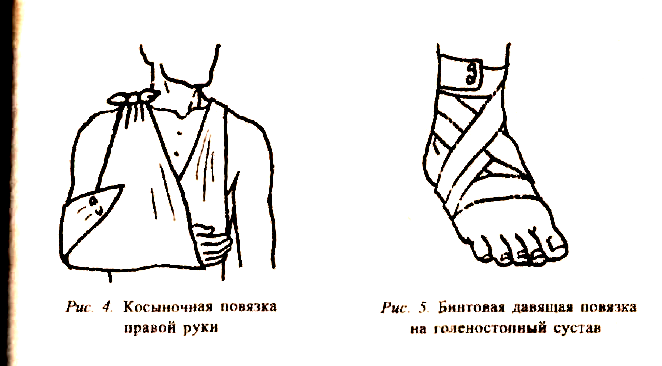 Рис. 4. Косыночная повязка
правой руки
Рис. 5. Бинтовая давящая повязка
на голеностопный сустав